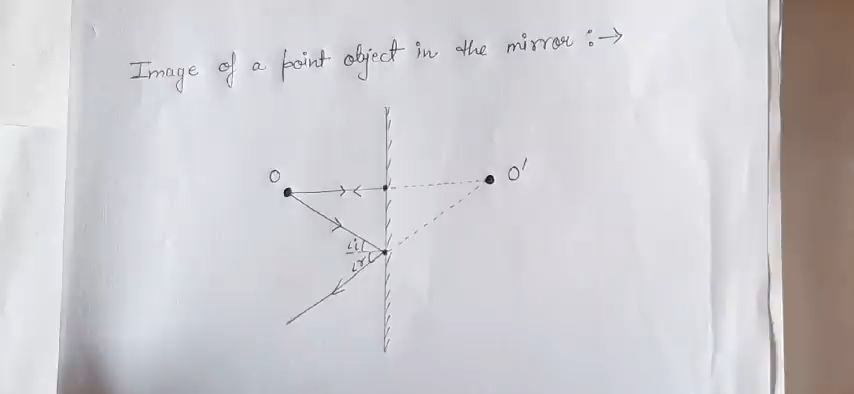 Image of a point object in the mirror :→
O
O'
∠i
∠r